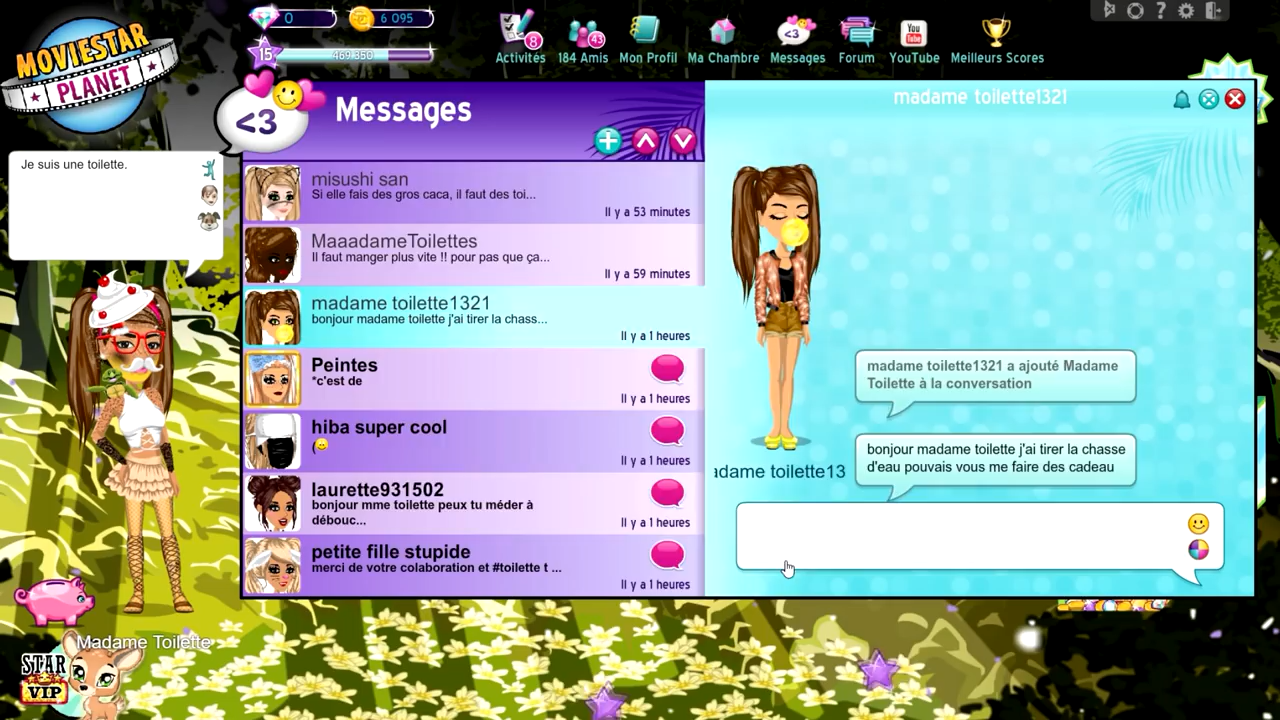 MOVIESTAR
PLANET
0
6 095
15
469.350
8
Activités
43
184 Amis
Mon Profil
Ma Chambre
<3
Messages
Forum
You
Tube
YouTube
Meilleurs Scores
Je suis une toilette.
<3
Messages
misushi san
Si elle fais des gros caca, il faut des toi...
Il y a 53 minutes
MaaadameToilettes
Il faut manger plus vite !! pour pas que ça...
Il y a 59 minutes
madame toilette1321
bonjour madame toilette j'ai tirer la chass...
Il y a 1 heures
Peintes
*c'est de
Il y a 1 heures
hiba super cool
(
Il y a 1 heures
laurette931502
bonjour mme toilette peux tu méder à
débouc...
Il y a 1 heures
petite fille stupide
merci de votre colaboration et #toilette t ...
Il y a 1 heures
madame toilette1321
madame toilette1321 a ajouté Madame
Toilette à la conversation
bonjour madame toilette j'ai tirer la chasse
d'eau pouvais vous me faire des cadeau
adame toilette13
Madame Toilette
STAR
VIP